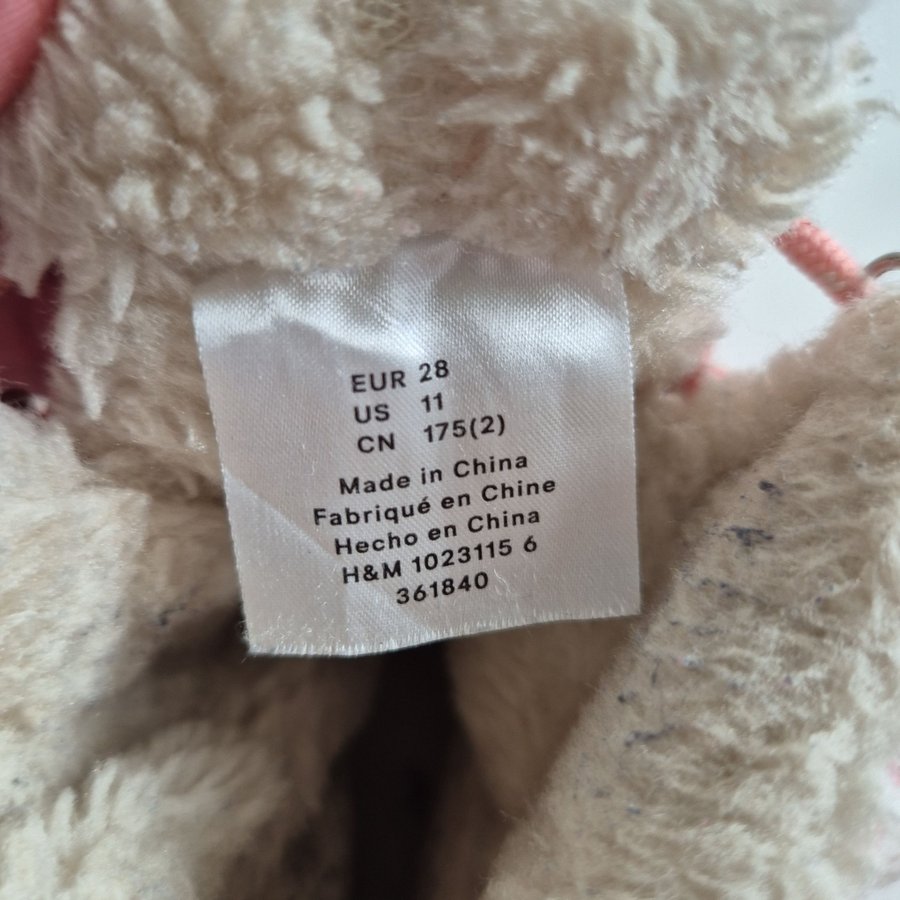 EUR 28
US 11
CN 175(2)
Made in China
Fabriqué en Chine
Hecho en China
H&M 1023115 6
361840